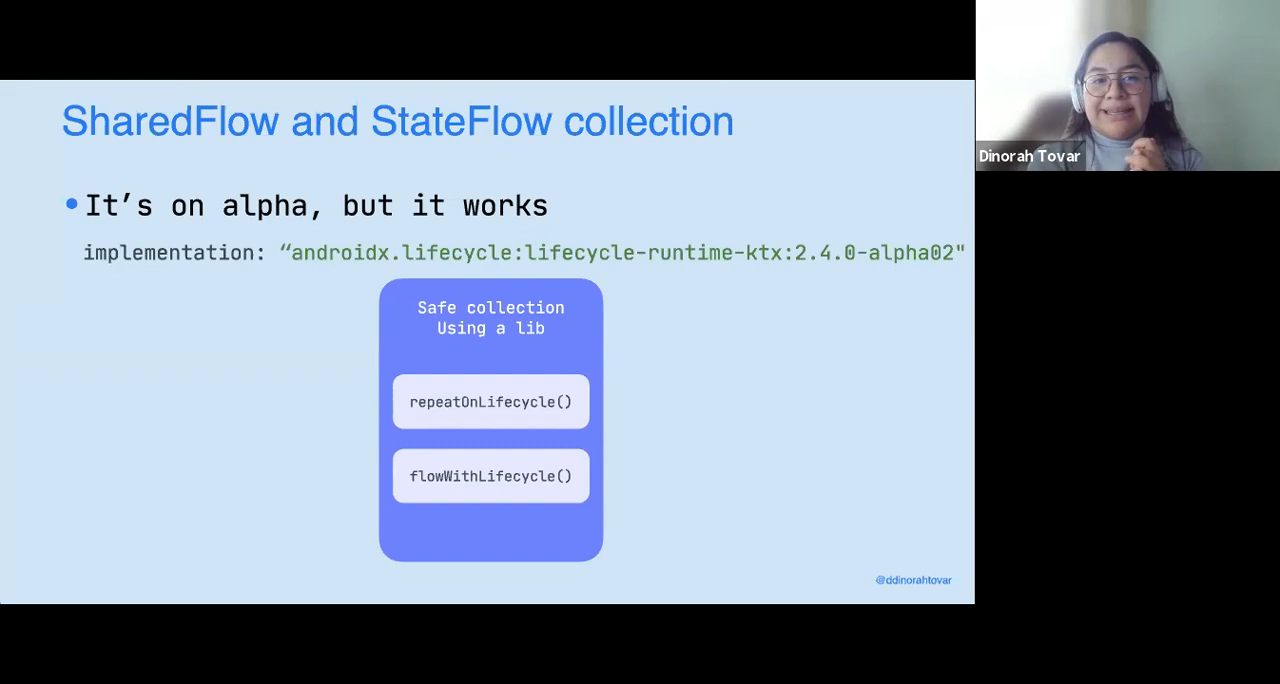 SharedFlow and StateFlow collection
• It’s on alpha, but it works
implementation: “androidx.lifecycle:lifecycle-runtime-ktx:2.4.0-alpha02"
Safe collection
Using a lib
repeatOnLifecycle()
flowWithLifecycle()
@ddinorahtovar
Dinorah Tovar